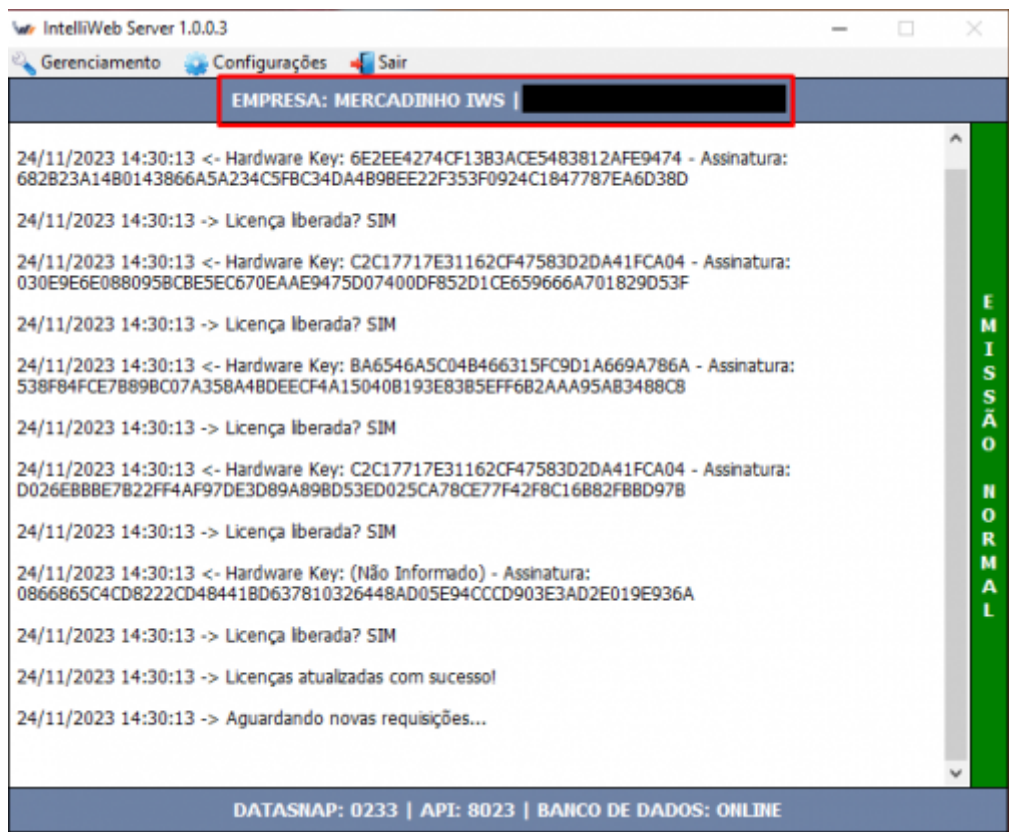 IntelliWeb Server 1.0.0.3
Gerenciamento Configurações Sair
EMPRESA: MERCADINHO IWS |
24/11/2023 14:30:13 <- Hardware Key: 6E2EE4274CF13B3ACE5483812AFE9474 - Assinatura:
682B23A14B0143866A5A234C5FBC34DA4B9BEE22F353F0924C1847787EA6D38D
24/11/2023 14:30:13 -> Licença liberada? SIM
24/11/2023 14:30:13 <- Hardware Key: C2C17717E31162CF47583D2DA41FCA04 - Assinatura:
030E9E6E088095BCBE5EC670EAAE9475D07400DF852D1CE659666A701829D53F
24/11/2023 14:30:13 -> Licença liberada? SIM
24/11/2023 14:30:13 <- Hardware Key: BA6546A5C04B466315FC9D1A669A786A - Assinatura:
538F84FCE7B89BC07A358A4BDEECF4A15040B193E83B5EFF6B2AAA95AB3488C8
24/11/2023 14:30:13 -> Licença liberada? SIM
24/11/2023 14:30:13 <- Hardware Key: C2C17717E31162CF47583D2DA41FCA04 - Assinatura:
D026EBBBE7B22FF4AF97DE3D89A89BD53ED025CA78CE77F42F8C16B82FBBD97B
24/11/2023 14:30:13 -> Licença liberada? SIM
24/11/2023 14:30:13 <- Hardware Key: (Não Informado) - Assinatura:
0866865C4CD8222CD48441BD637810326448AD05E94CCCD903E3AD2E019E936A
24/11/2023 14:30:13 -> Licença liberada? SIM
24/11/2023 14:30:13 -> Licenças atualizadas com sucesso!
24/11/2023 14:30:13 -> Aguardando novas requisições...
EMISSÃO NORMAL
DATASNAP: 0233 | API: 8023 | BANCO DE DADOS: ONLINE